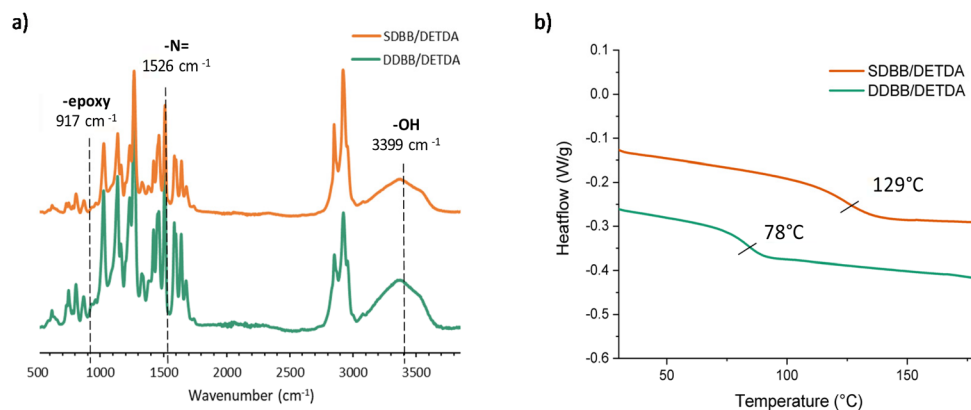 a)
-N=
1526 cm -1
SDBB/DETDA
DDBB/DETDA
-epoxy
917 cm -1
-OH
3399 cm -1
500 1000 1500 2000 2500 3000 3500
Wavenumber (cm-1)
b)
0.1
0.0
-0.1
-0.2
-0.3
-0.4
-0.5
-0.6
Heatflow (W/g)
SDBB/DETDA
DDBB/DETDA
129°C
78°C
50 100 150
Temperature (°C)